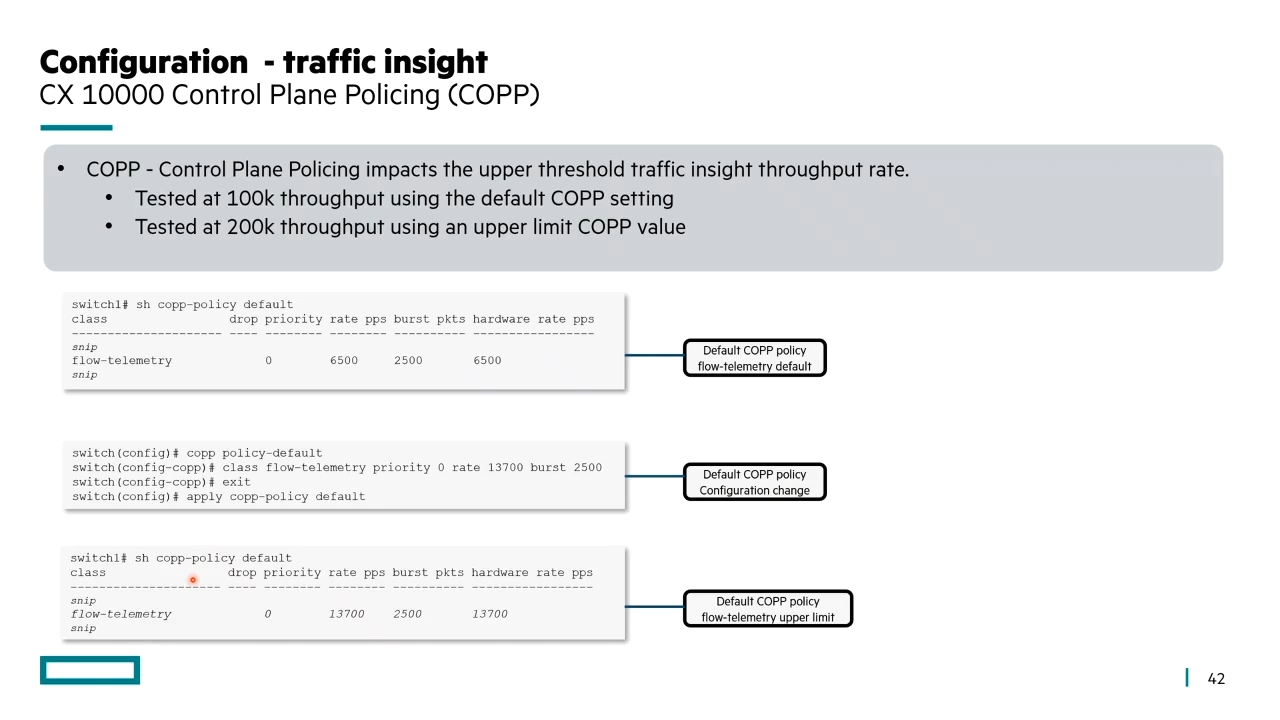 Configuration  - traffic insight
CX 10000 Control Plane Policing (COPP)
• COPP - Control Plane Policing impacts the upper threshold traffic insight throughput rate.
• Tested at 100k throughput using the default COPP setting
• Tested at 200k throughput using an upper limit COPP value
switch1# sh copp-policy default
class                 drop priority rate pps burst pkts hardware rate pps
--------------------- ---- -------- -------- ---------- -----------------
snip
flow-telemetry             0        6500     2500       6500
snip
Default COPP policy
flow-telemetry default
switch(config)# copp policy-default
switch(config-copp)# class flow-telemetry priority 0 rate 13700 burst 2500
switch(config-copp)# exit
switch(config)# apply copp-policy default
Default COPP policy
Configuration change
switch1# sh copp-policy default
class                 drop priority rate pps burst pkts hardware rate pps
--------------------- ---- -------- -------- ---------- -----------------
snip
flow-telemetry             0        13700    2500       13700
snip
Default COPP policy
flow-telemetry upper limit
42